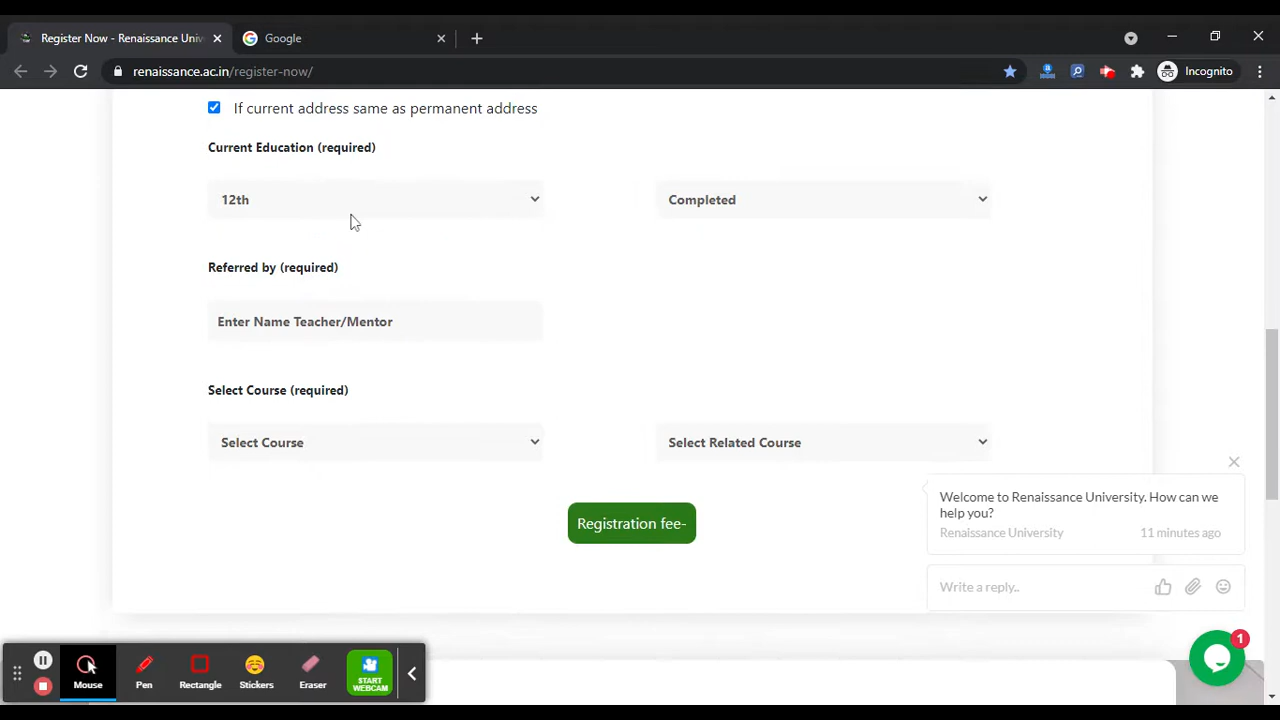 Register Now - Renaissance Univ
Google
renaissance.ac.in/register-now/
Incognito
If current address same as permanent address
Current Education (required)
12th
Completed
Referred by (required)
Enter Name Teacher/Mentor
Select Course (required)
Select Course
Select Related Course
Registration fee-
Welcome to Renaissance University. How can we
help you?
Renaissance University
11 minutes ago
Write a reply..
1
Mouse
Pen
Rectangle
Stickers
Eraser
START
WEBCAM